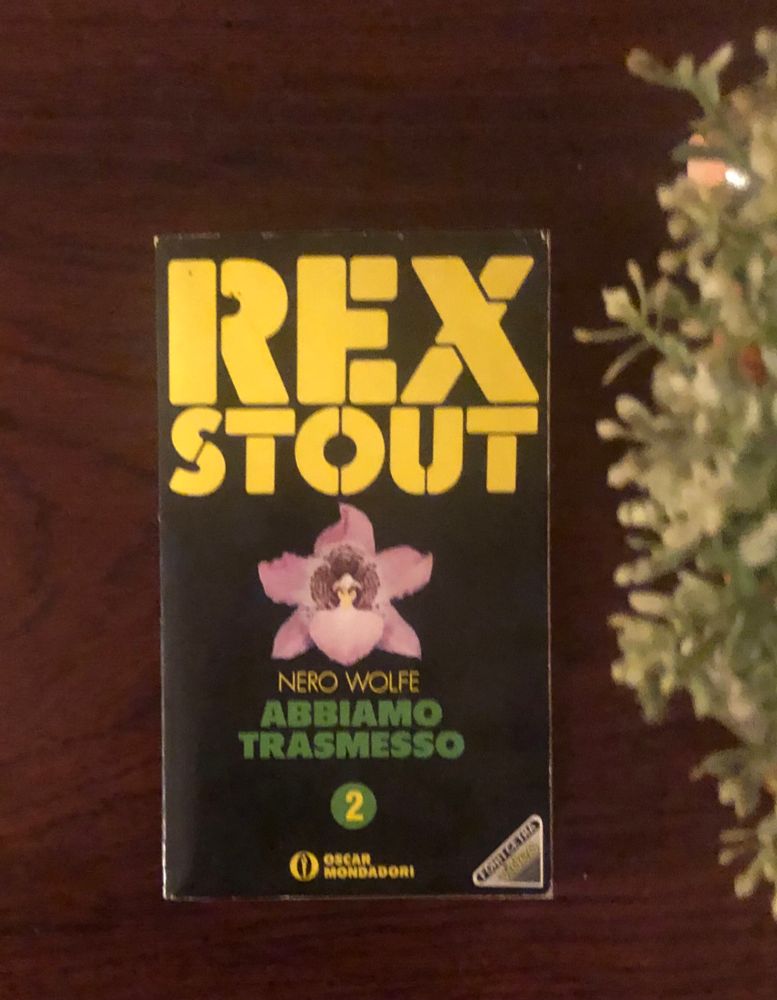 REX
STOUT
NERO WOLFE
ABBIAMO
TRASMESSO
2
OSCAR
MONDADORI